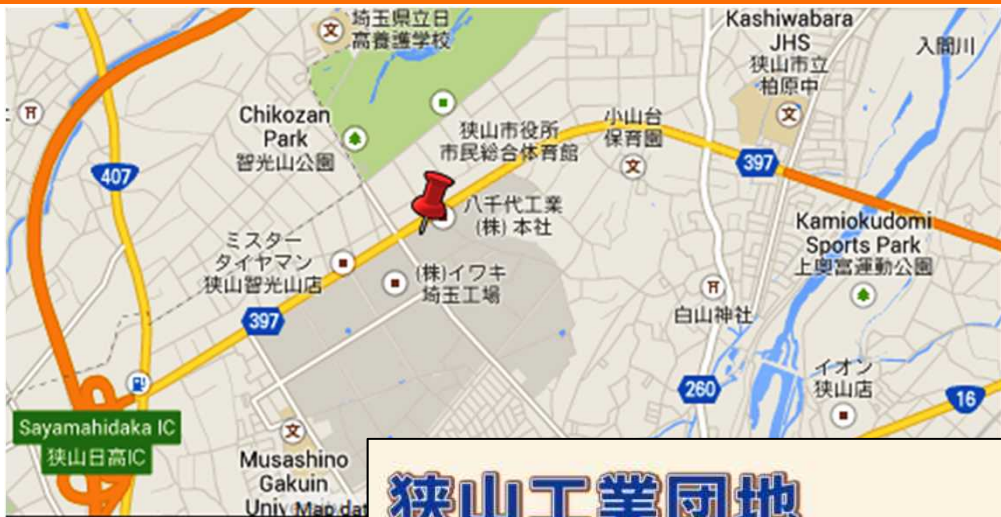 埼玉県立日
高養護学校
Kashiwabara
JHS
狭山市立
柏原中
入間川
Chikozan
Park
智光山公園
狭山市役所
市民総合体育館
小山台
保育園
407
397
八千代工業
(株) 本社
Kamiokudomi
Sports Park
上奥富運動公園
ミスター
タイヤマン
狭山智光山店
(株)イワキ
埼玉工場
白山神社
397
イオン
狭山店
260
16
Sayamahidaka IC
狭山日高IC
Musashino
Gakuin
Univ
Map dat
狭山工業団地